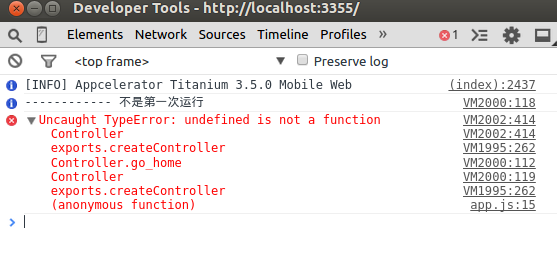 Developer Tools - http://localhost:3355/
Elements Network Sources Timeline Profiles » 1
<top frame> Preserve log
[INFO] Appcelerator Titanium 3.5.0 Mobile Web (index):2437
------------ 不是第一次运行 VM2000:118
Uncaught TypeError: undefined is not a function VM2002:414
Controller VM2002:414
exports.createController VM1995:262
Controller.go_home VM2000:112
Controller VM2000:119
exports.createController VM1995:262
(anonymous function) app.js:15